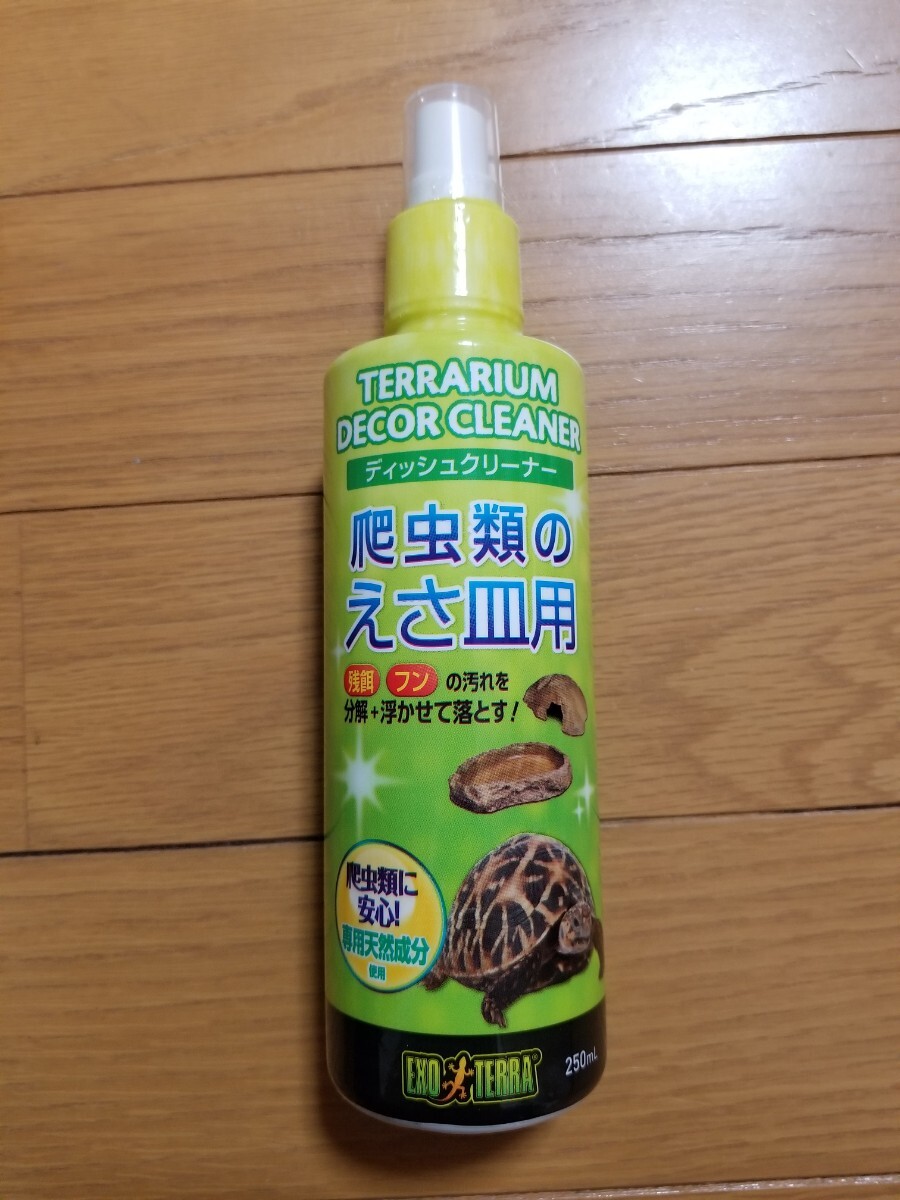 TERRARIUM
DECOR CLEANER
ディッシュクリーナー
爬虫類の
えさ皿用
残餌 フン の汚れを
分解+浮かせて落とす!
爬虫類に
安心!
専用天然成分
使用
EXO TERRA®
250mL